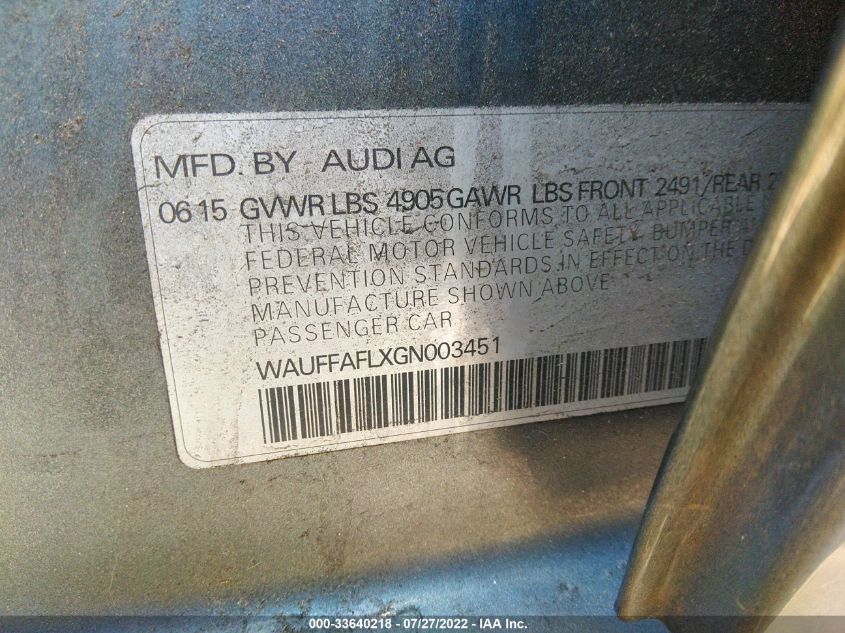 MFD. BY AUDI AG
06 15 GVWR LBS 4905 GAWR LBS FRONT 2491/REAR
THIS VEHICLE CONFORMS TO ALL APPLICABLE
FEDERAL MOTOR VEHICLE SAFETY, BUMPER
PREVENTION STANDARDS IN EFFECT ON THE
MANUFACTURE SHOWN ABOVE
PASSENGER CAR
WAUFFAFLXGN003451
000-33640218 - 07/27/2022 - IAA Inc.